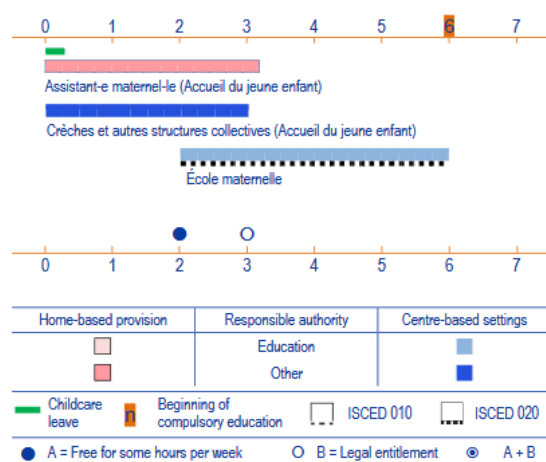 0 1 2 3 4 5 6 7
Assistant-e maternel-le (Accueil du jeune enfant)
Crèches et autres structures collectives (Accueil du jeune enfant)
École maternelle
0 1 2 3 4 5 6 7
Home-based provision Responsible authority Centre-based settings
Education
Other
Childcare leave n Beginning of compulsory education ISCED 010 ISCED 020
A = Free for some hours per week B = Legal entitlement A + B